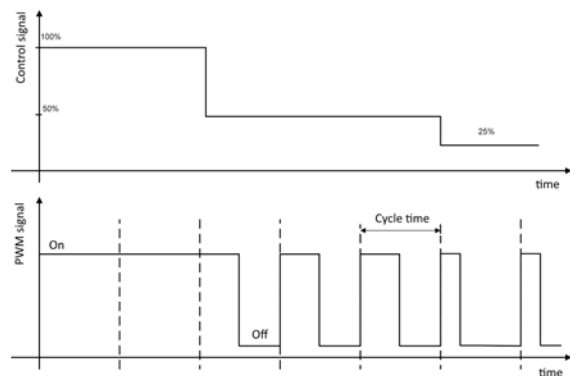 Control signal
100%
50%
25%
time
PWM signal
On
Cycle time
Off
time